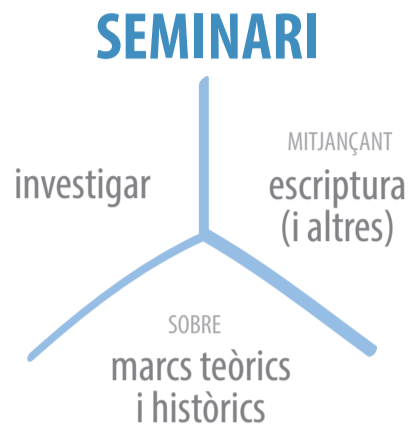 SEMINARI
investigar
MITJANÇANT
escriptura
(i altres)
SOBRE
marcs teòrics
i històrics